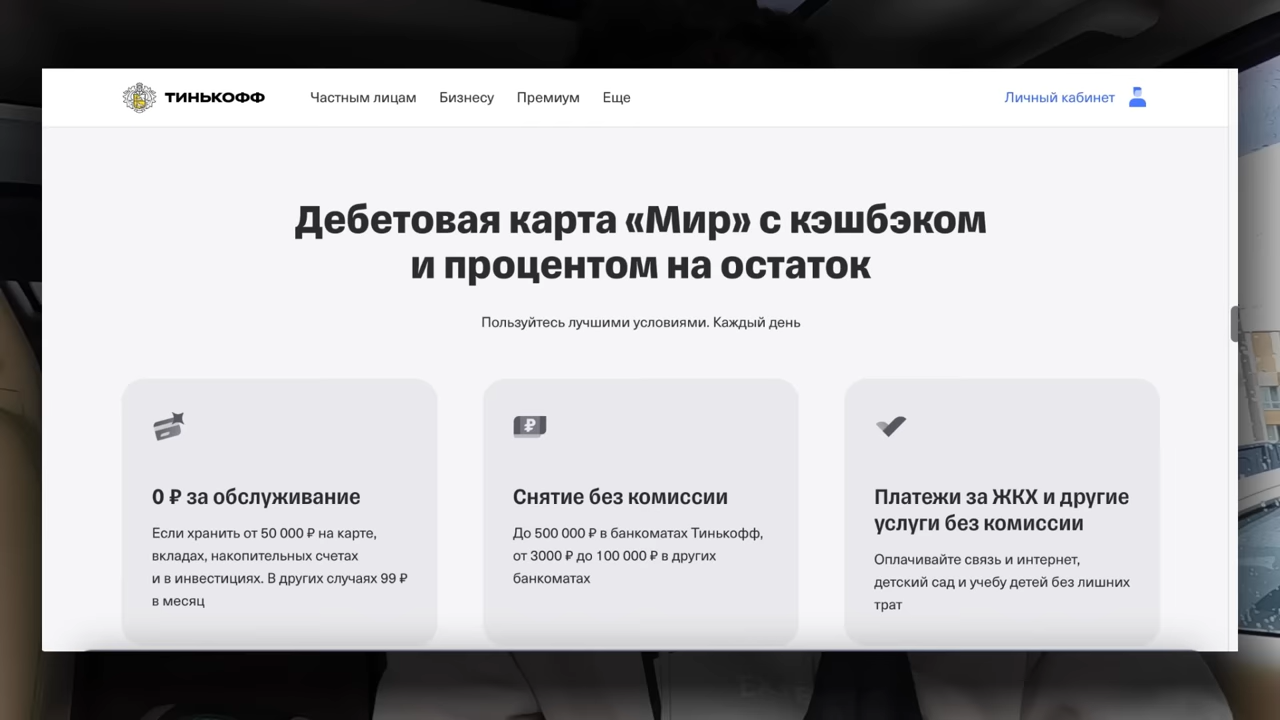 ТИНЬКОФФ
Частным лицам
Бизнесу
Премиум
Еще
Личный кабинет
Дебетовая карта «Мир» с кэшбэком
и процентом на остаток
Пользуйтесь лучшими условиями. Каждый день
0 ₽ за обслуживание
Если хранить от 50 000 ₽ на карте,
вкладах, накопительных счетах
и в инвестициях. В других случаях 99 ₽
в месяц
Снятие без комиссии
До 500 000 ₽ в банкоматах Тинькофф,
от 3000 ₽ до 100 000 ₽ в других
банкоматах
Платежи за ЖКХ и другие
услуги без комиссии
Оплачивайте связь и интернет,
детский сад и учебу детей без лишних
трат